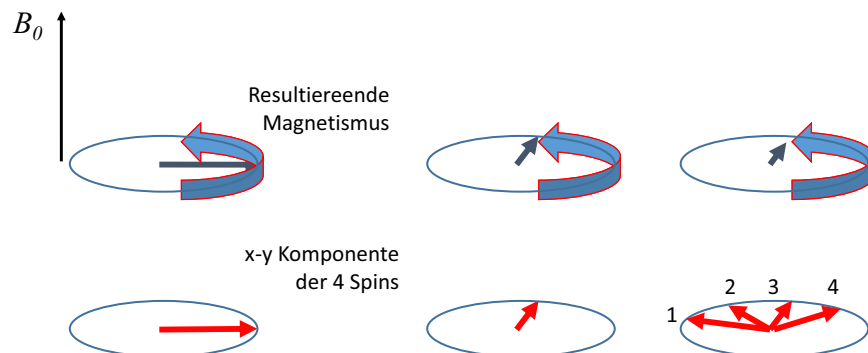 B0
Resultiereende
Magnetismus
x-y Komponente
der 4 Spins
1 2 3 4